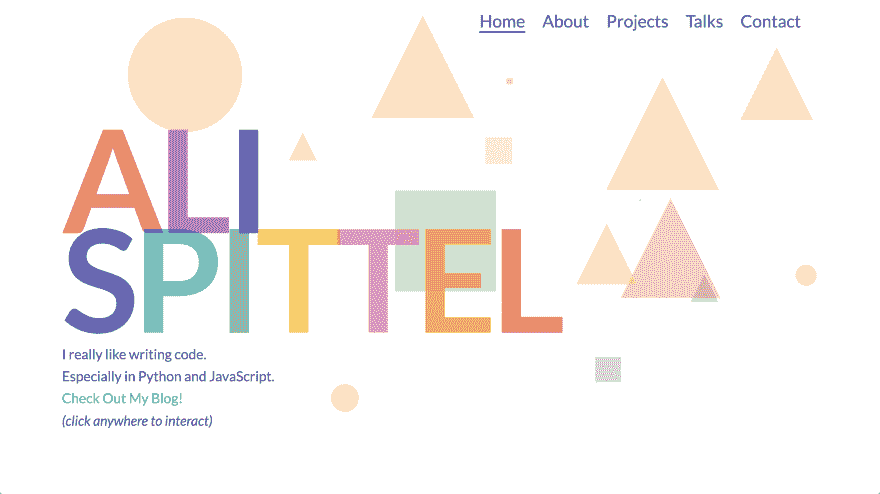 Home About Projects Talks Contact
ALI
SPITTEL
I really like writing code.
Especially in Python and JavaScript.
Check Out My Blog!
(click anywhere to interact)